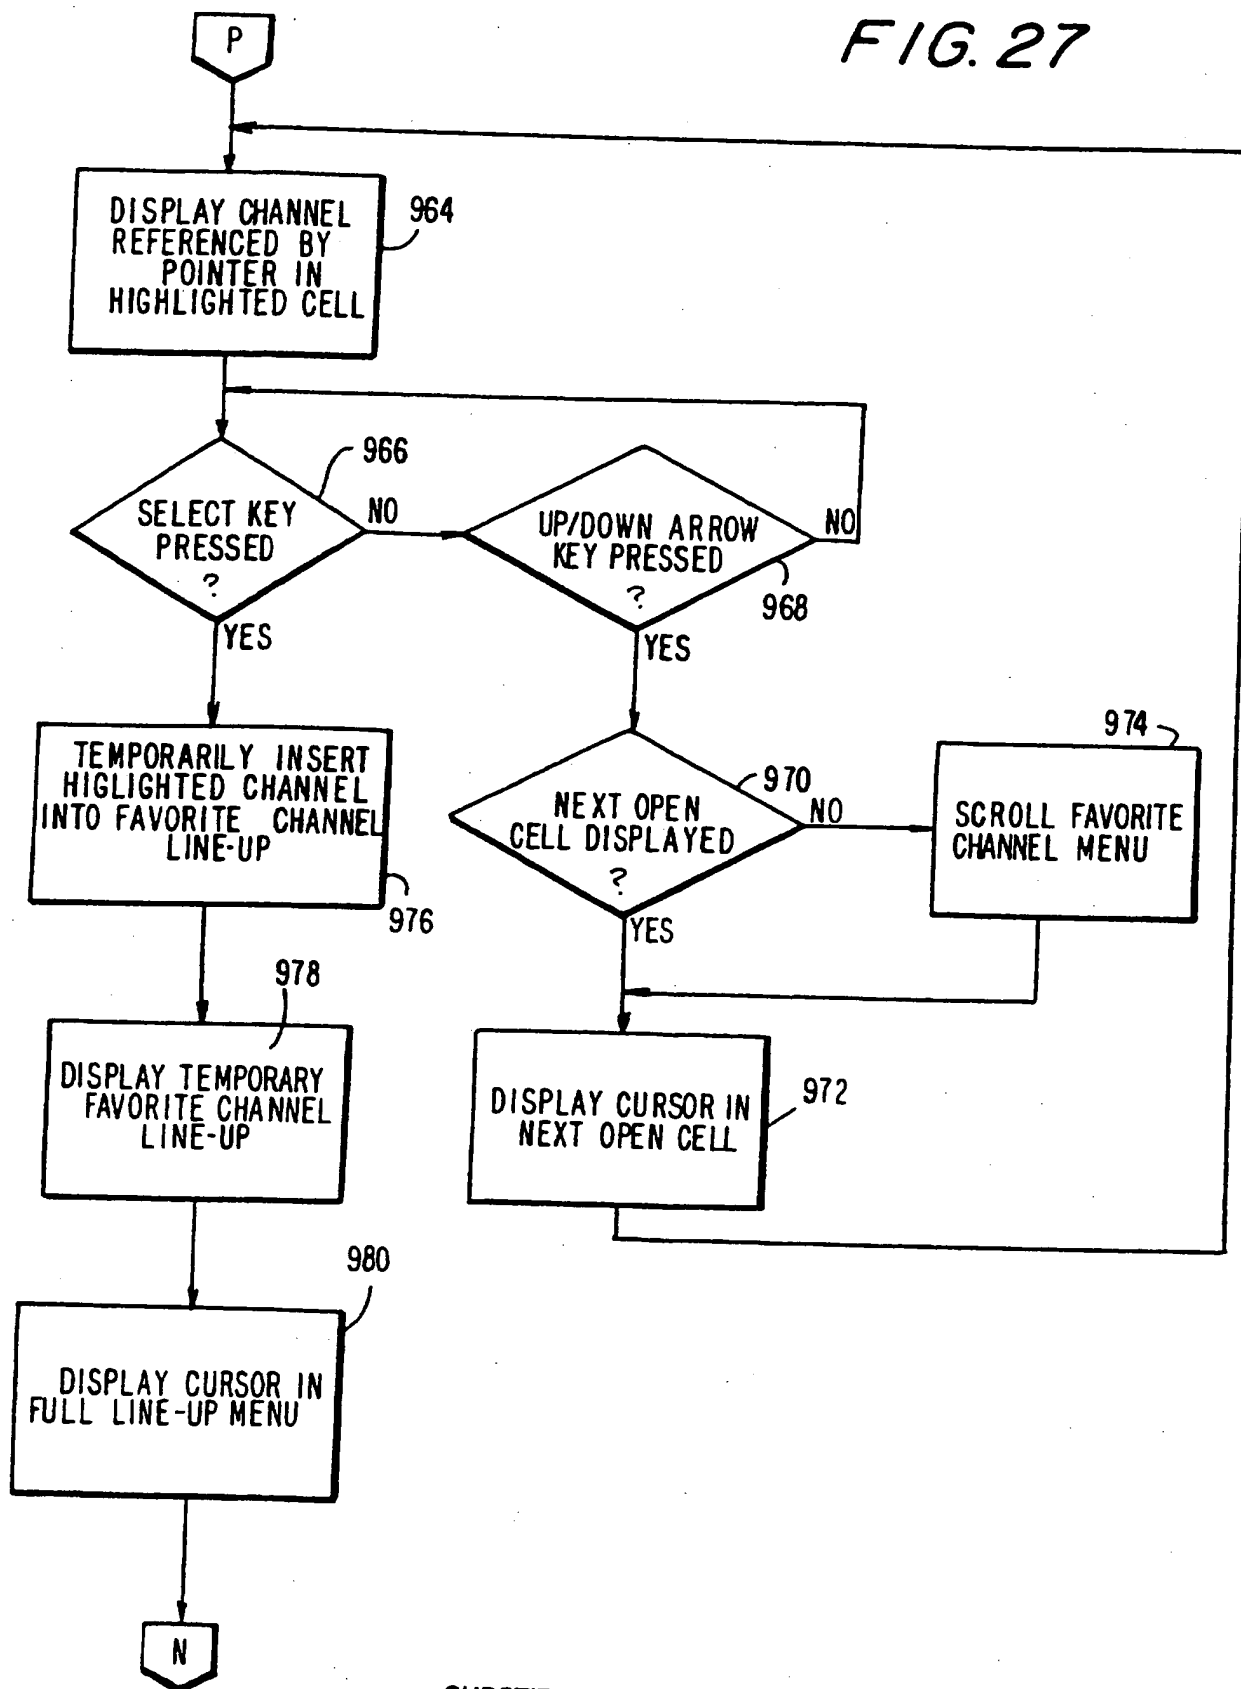 P
FIG. 27
DISPLAY CHANNEL
REFERENCED BY
POINTER IN
HIGHLIGHTED CELL
964
SELECT KEY
PRESSED
?
966
NO
YES
UP/DOWN ARROW
KEY PRESSED
?
968
NO
YES
TEMPORARILY INSERT
HIGLIGHTED CHANNEL
INTO FAVORITE CHANNEL
LINE-UP
976
NEXT OPEN
CELL DISPLAYED
?
970
NO
YES
974
SCROLL FAVORITE
CHANNEL MENU
978
DISPLAY TEMPORARY
FAVORITE CHANNEL
LINE-UP
DISPLAY CURSOR IN
NEXT OPEN CELL
972
980
DISPLAY CURSOR IN
FULL LINE-UP MENU
N